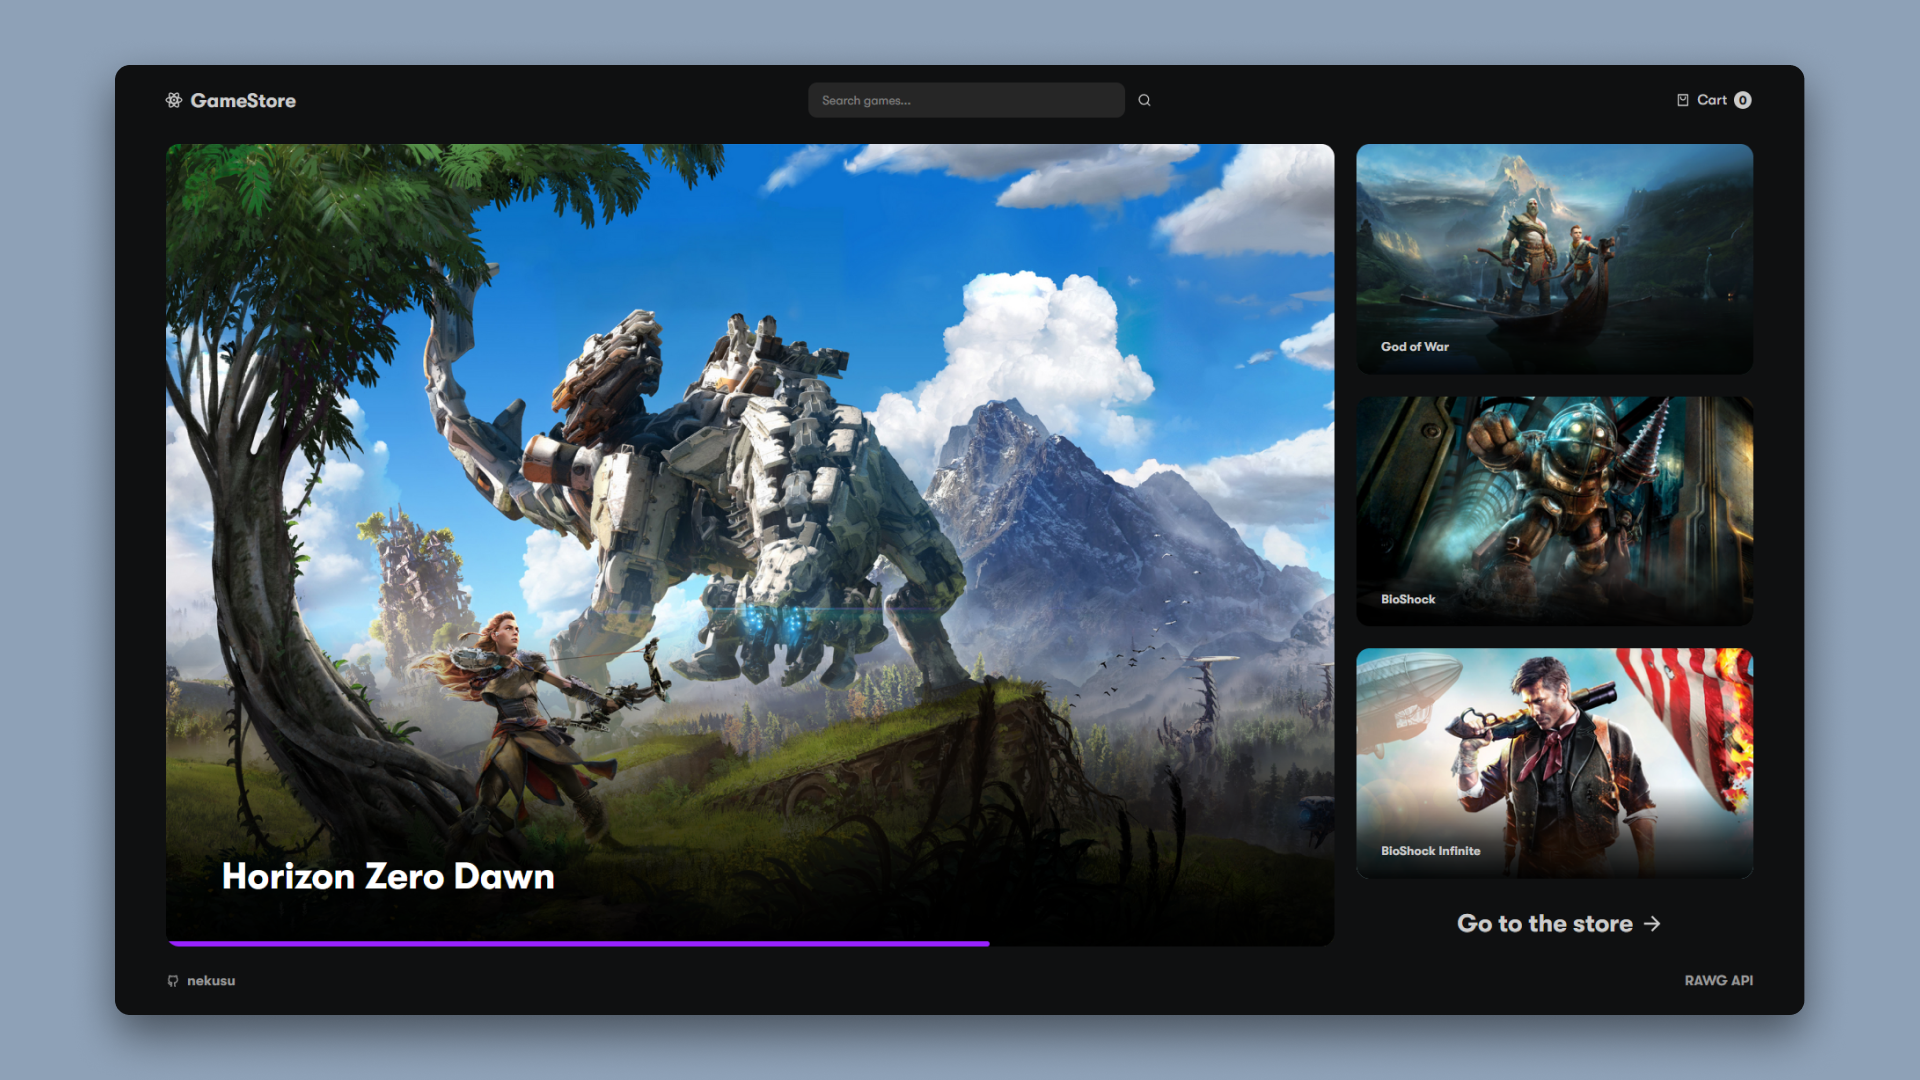 GameStore
Search games...
Cart 0
God of War
BioShock
BioShock Infinite
Horizon Zero Dawn
Go to the store →
nekusu
RAWG API